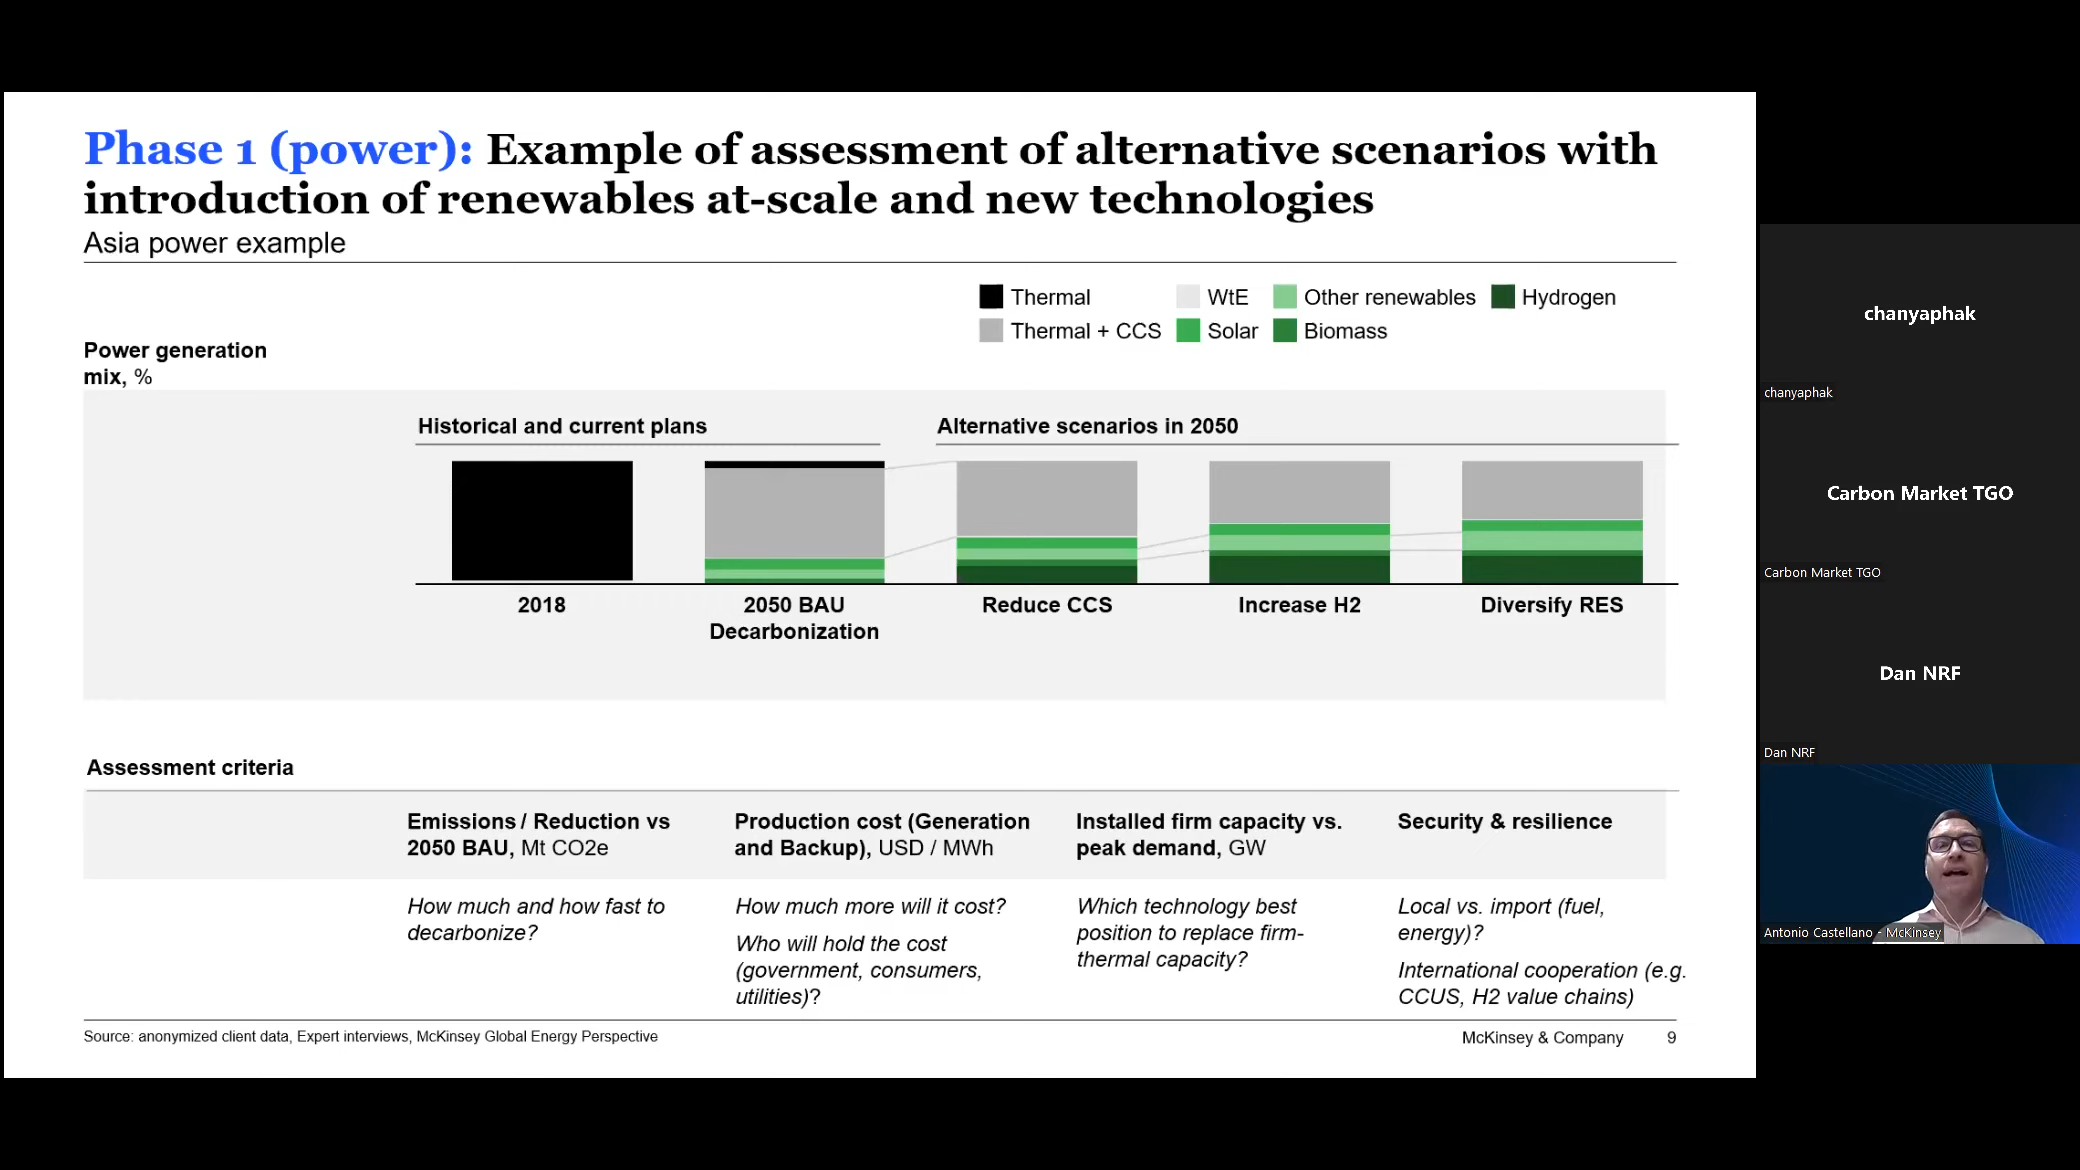 Phase 1 (power): Example of assessment of alternative scenarios with
introduction of renewables at-scale and new technologies
Asia power example
Thermal
WtE
Other renewables
Hydrogen
Thermal + CCS
Solar
Biomass
Power generation
mix, %
Historical and current plans
Alternative scenarios in 2050
2018
2050 BAU
Decarbonization
Reduce CCS
Increase H2
Diversify RES
Assessment criteria
Emissions / Reduction vs
2050 BAU, Mt CO2e
How much and how fast to
decarbonize?
Production cost (Generation
and Backup), USD / MWh
How much more will it cost?
Who will hold the cost
(government, consumers,
utilities)?
Installed firm capacity vs.
peak demand, GW
Which technology best
position to replace firm-
thermal capacity?
Security & resilience
Local vs. import (fuel,
energy)?
International cooperation (e.g.
CCUS, H2 value chains)
Source: anonymized client data, Expert interviews, McKinsey Global Energy Perspective
McKinsey & Company
9
chanyaphak
chanyaphak
Carbon Market TGO
Carbon Market TGO
Dan NRF
Dan NRF
Antonio Castellano - McKinsey